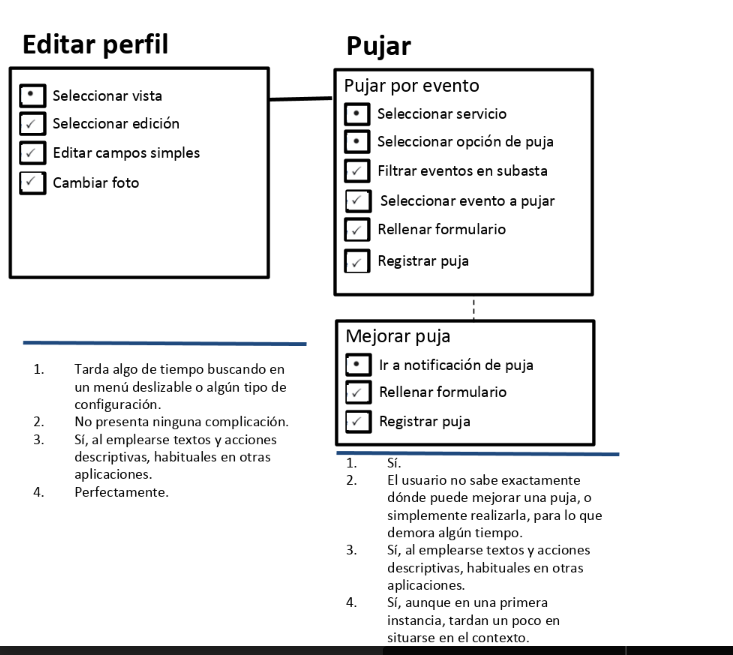 Editar perfil
Seleccionar vista
Seleccionar edición
Editar campos simples
Cambiar foto
1. Tarda algo de tiempo buscando en
un menú deslizable o algún tipo de
configuración.
2. No presenta ninguna complicación.
3. Sí, al emplearse textos y acciones
descriptivas, habituales en otras
aplicaciones.
4. Perfectamente.
Pujar
Pujar por evento
Seleccionar servicio
Seleccionar opción de puja
Filtrar eventos en subasta
Seleccionar evento a pujar
Rellenar formulario
Registrar puja
Mejorar puja
Ir a notificación de puja
Rellenar formulario
Registrar puja
1. Sí.
2. El usuario no sabe exactamente
dónde puede mejorar una puja, o
simplemente realizarla, para lo que
demora algún tiempo.
3. Sí, al emplearse textos y acciones
descriptivas, habituales en otras
aplicaciones.
4. Sí, aunque en una primera
instancia, tardan un poco en
situarse en el contexto.